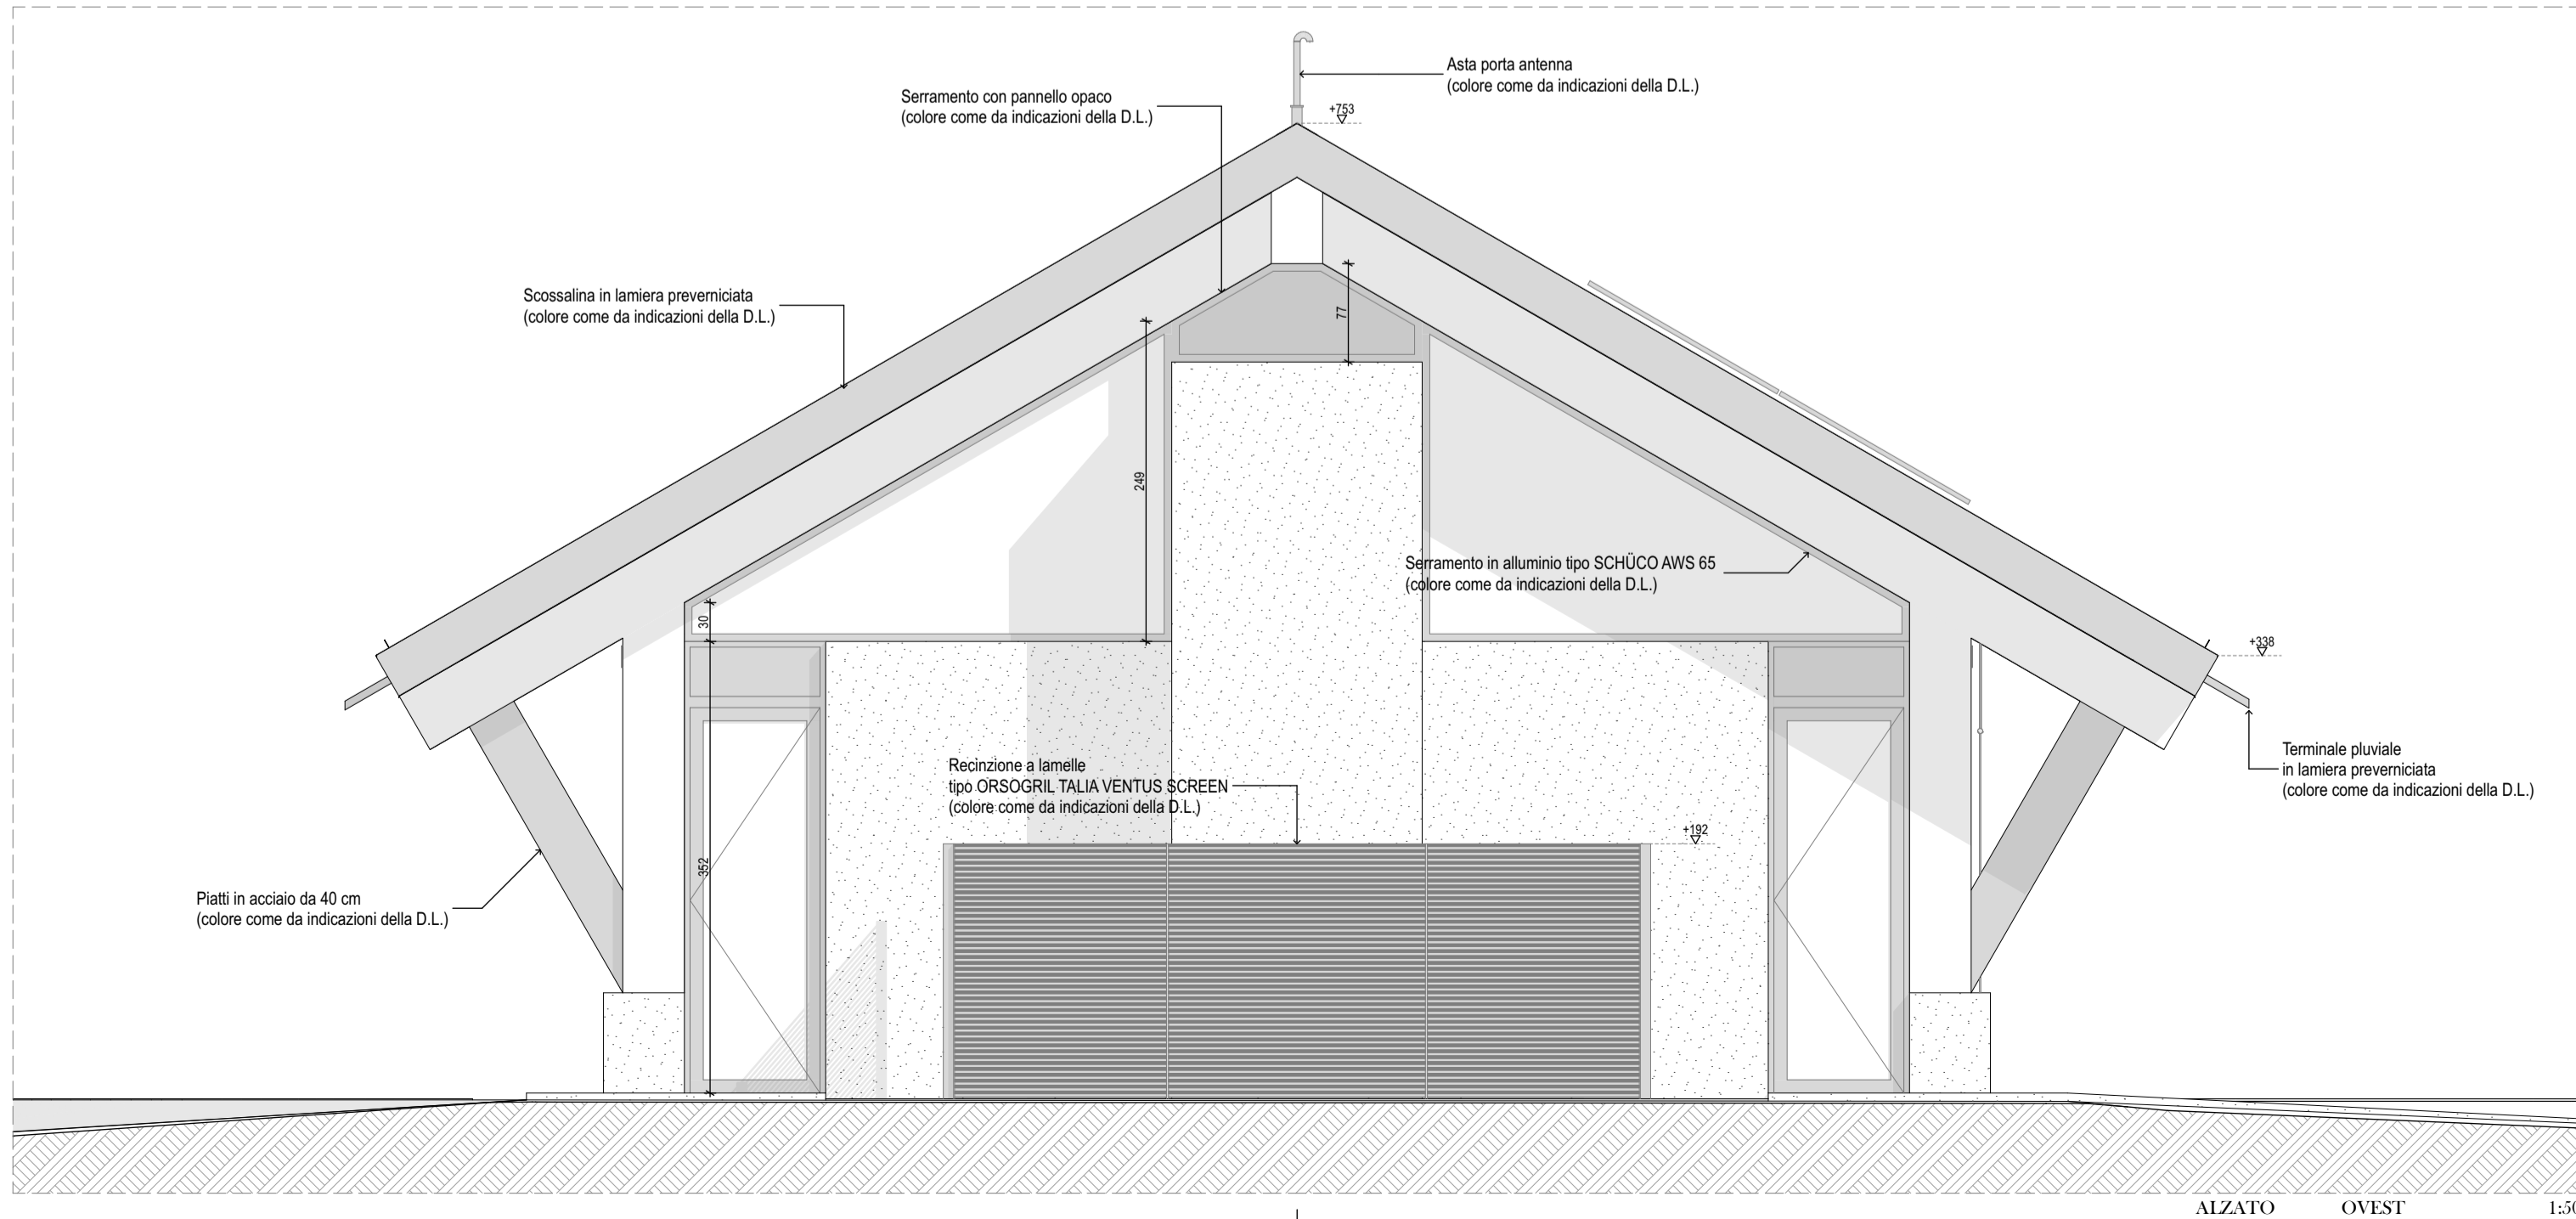 Asta porta antenna
(colore come da indicazioni della D.L.)
Serramento con pannello opaco
(colore come da indicazioni della D.L.)
+753
Scossalina in lamiera preverniciata
(colore come da indicazioni della D.L.)
77
249
Serramento in alluminio tipo SCHÜCO AWS 65
(colore come da indicazioni della D.L.)
30
+338
Terminale pluviale
in lamiera preverniciata
(colore come da indicazioni della D.L.)
Recinzione a lamelle
tipo ORSOGRIL TALIA VENTUS SCREEN
(colore come da indicazioni della D.L.)
+192
352
Piatti in acciaio da 40 cm
(colore come da indicazioni della D.L.)
ALZATO OVEST